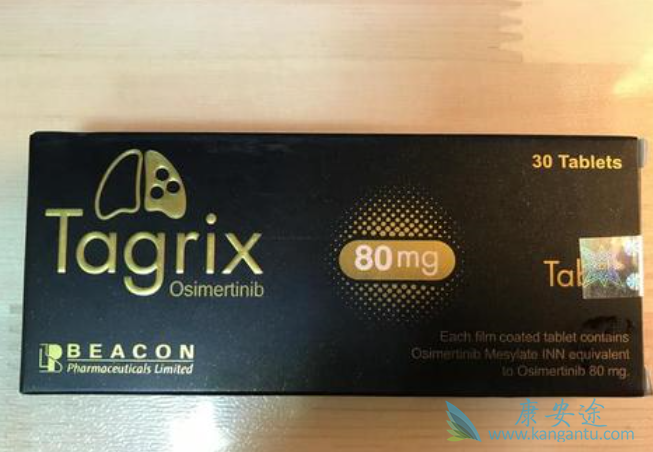 30 Tablets
Tagrix
Osimertinib
80mg
BEACON
Pharmaceuticals Limited
Each film coated tablet contains
Osimertinib Mesylate INN equivalent
to Osimertinib 80 mg.
康安途
www.kangantu.com